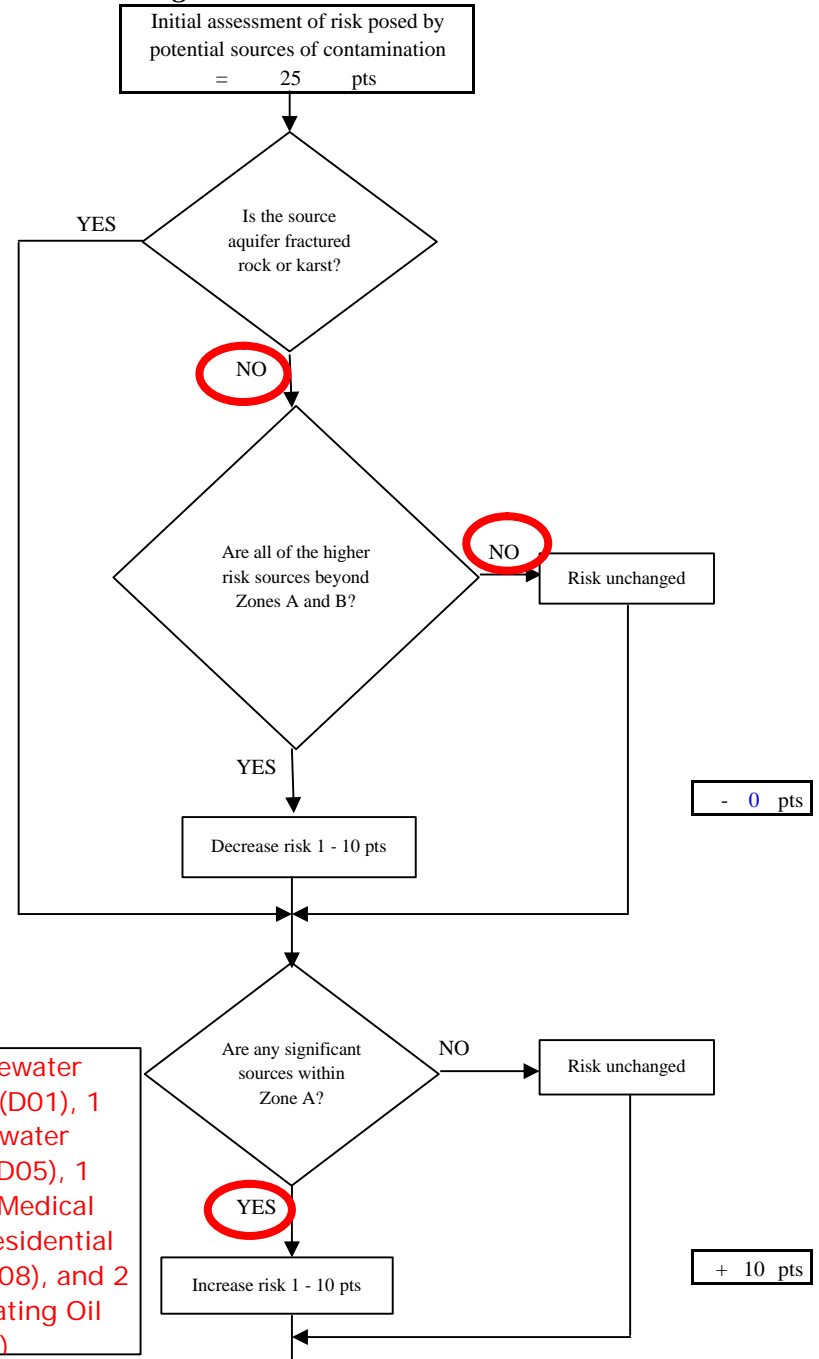 Initial assessment of risk posed by
potential sources of contamination
= 25 pts
Is the source
aquifer fractured
rock or karst?
YES
NO
Are all of the higher
risk sources beyond
Zones A and B?
NO
Risk unchanged
YES
- 0 pts
Decrease risk 1 - 10 pts
Are any significant
sources within
Zone A?
NO
Risk unchanged
ewater
(D01), 1
water
D05), 1
Medical
esidential
08), and 2
ating Oil
)
YES
+ 10 pts
Increase risk 1 - 10 pts